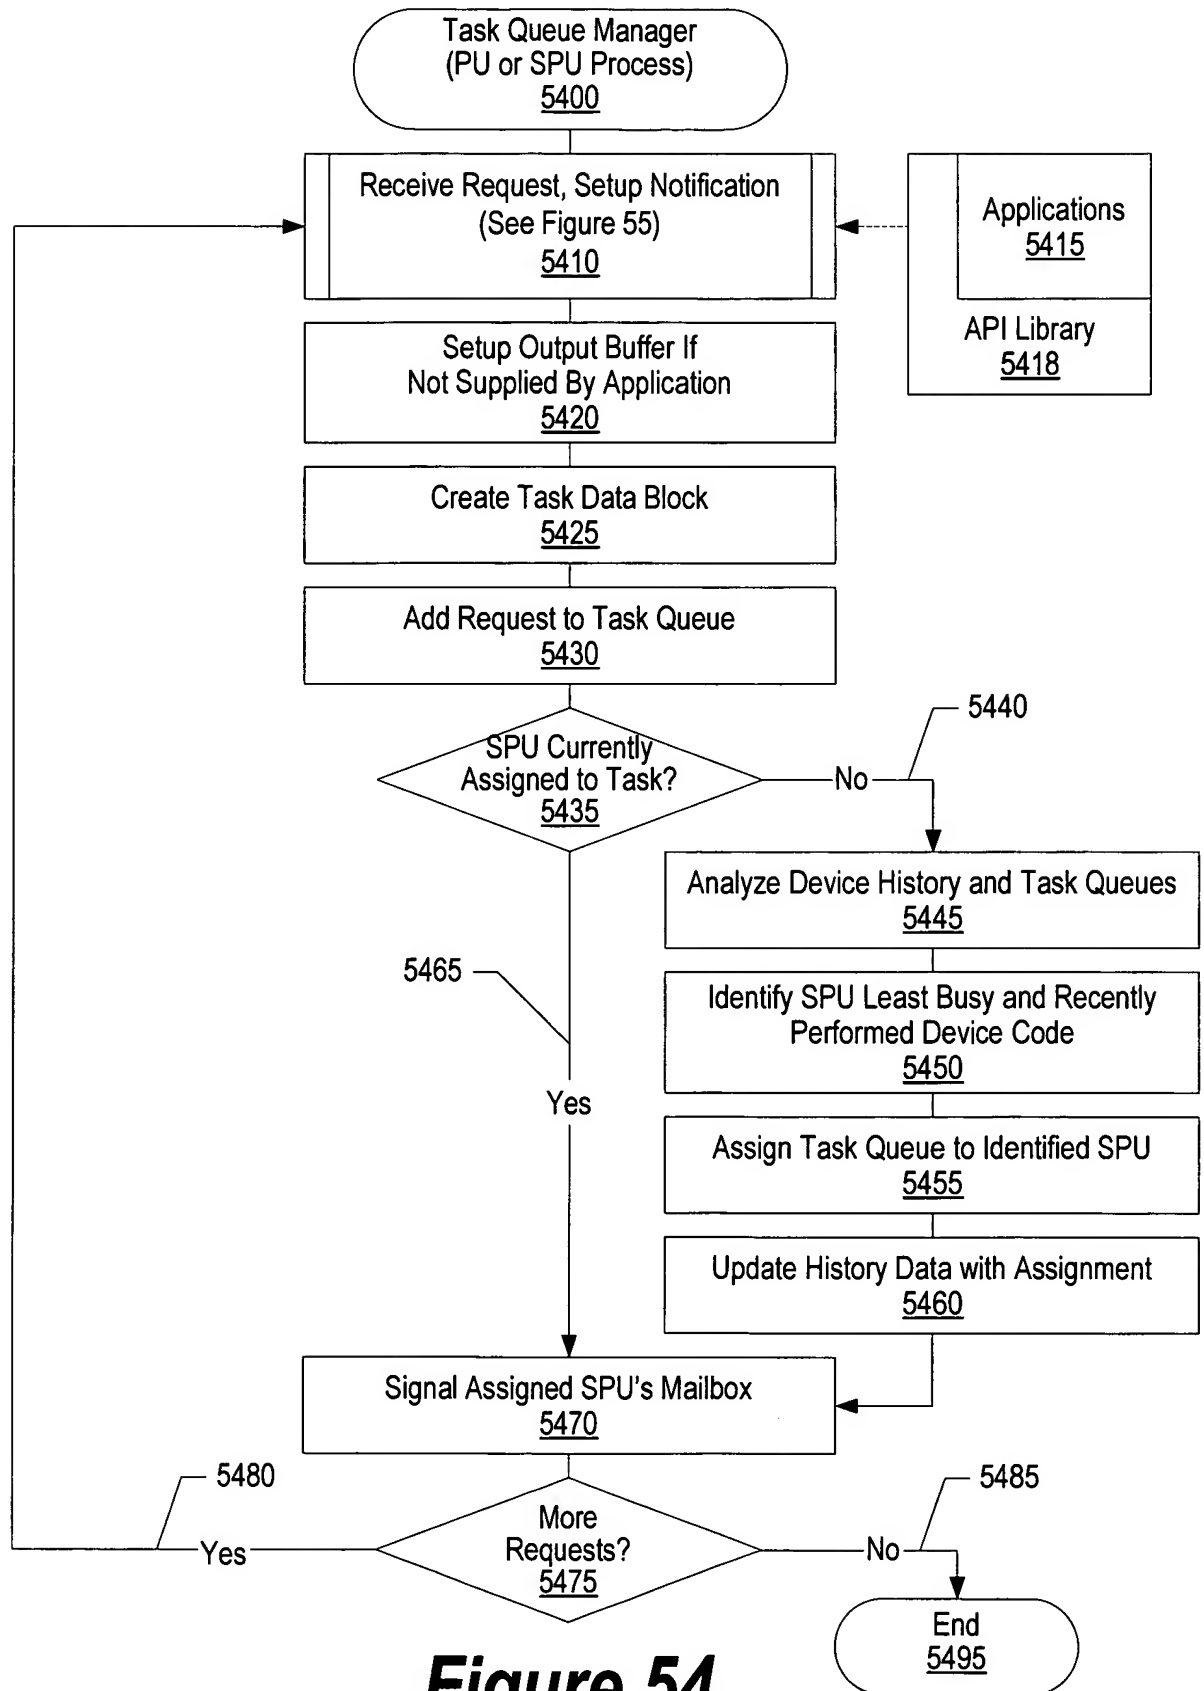 Task Queue Manager
(PU or SPU Process)
5400
Receive Request, Setup Notification
(See Figure 55)
5410
Applications
5415
API Library
5418
Setup Output Buffer If
Not Supplied By Application
5420
Create Task Data Block
5425
Add Request to Task Queue
5430
SPU Currently
Assigned to Task?
5435
No
5440
Analyze Device History and Task Queues
5445
5465
Identify SPU Least Busy and Recently
Performed Device Code
5450
Yes
Assign Task Queue to Identified SPU
5455
Update History Data with Assignment
5460
Signal Assigned SPU's Mailbox
5470
5480
5485
More
Requests?
5475
Yes
No
End
5495
Figure 54